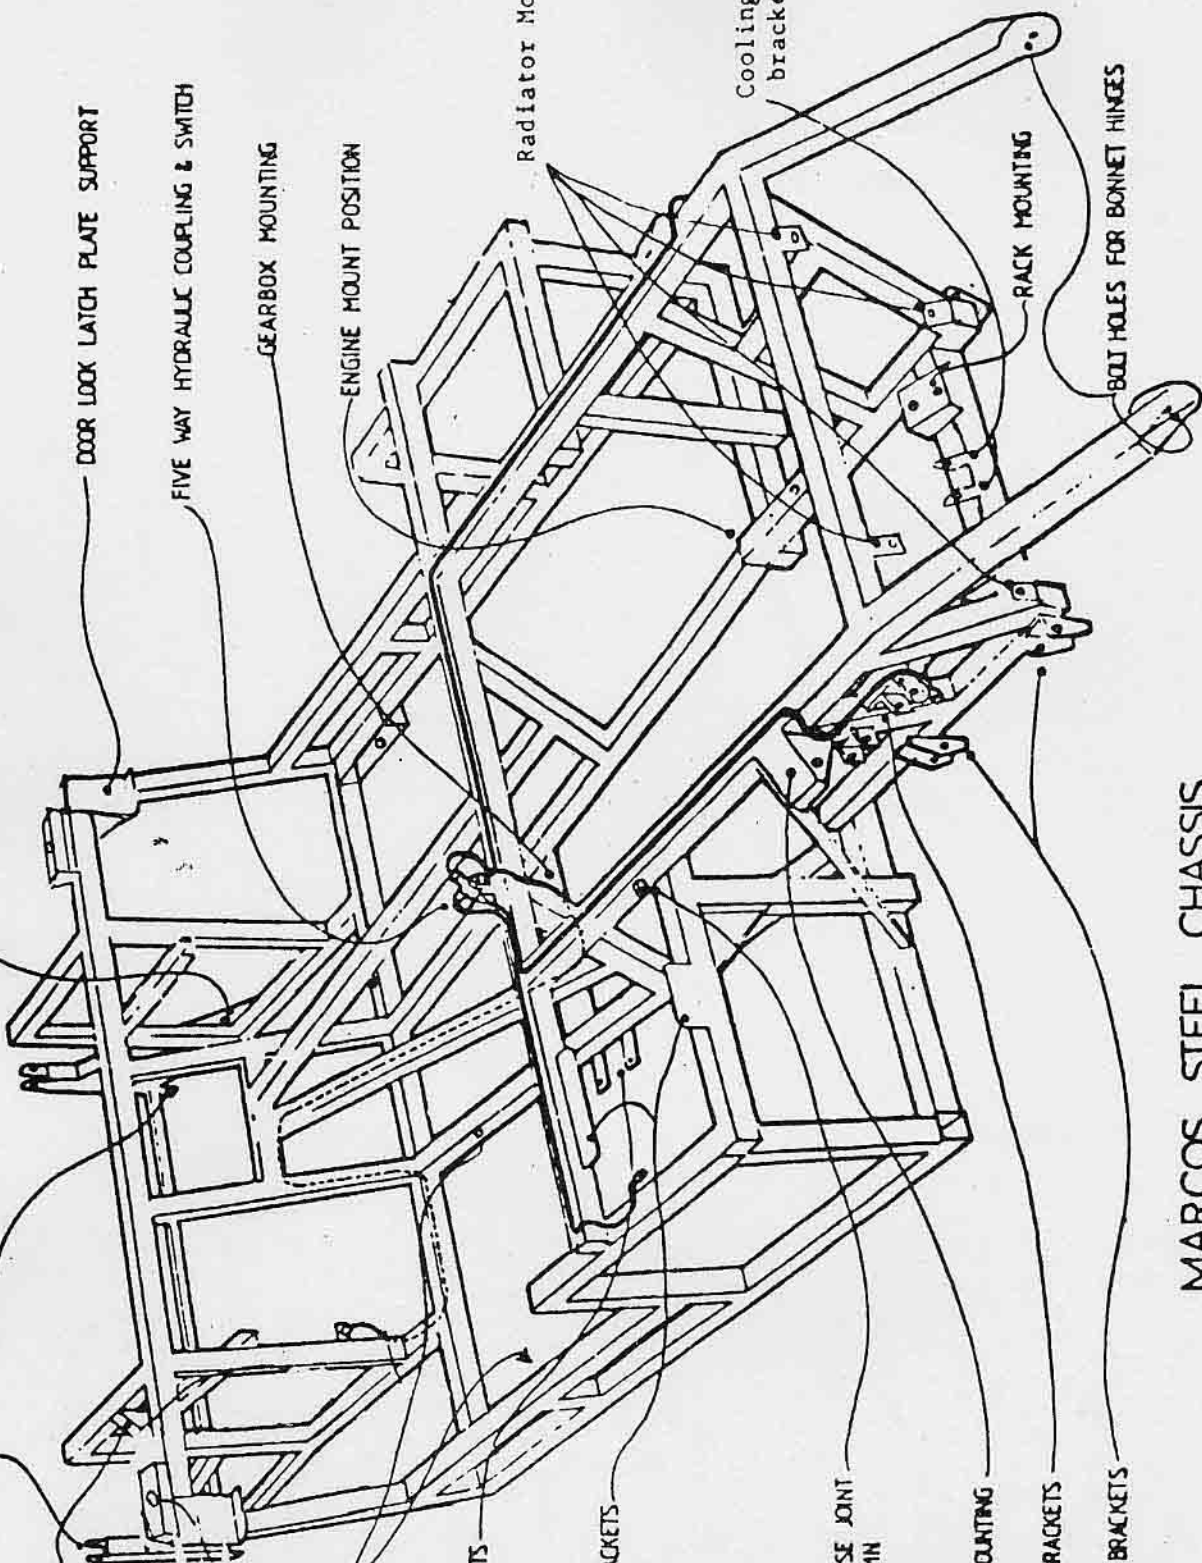 DOOR LOCK LATCH PLATE SUPPORT
FIVE WAY HYDRAULIC COUPLING & SWITCH
GEARBOX MOUNTING
ENGINE MOUNT POSITION
Radiator Mo
Cooling
bracke
RACK MOUNTING
BOLT HOLES FOR BONNET HINGES
TS
CKETS
SE JOINT
MN
OUNTING
RACKETS
BRACKETS
MARCOS STEEL CHASSIS